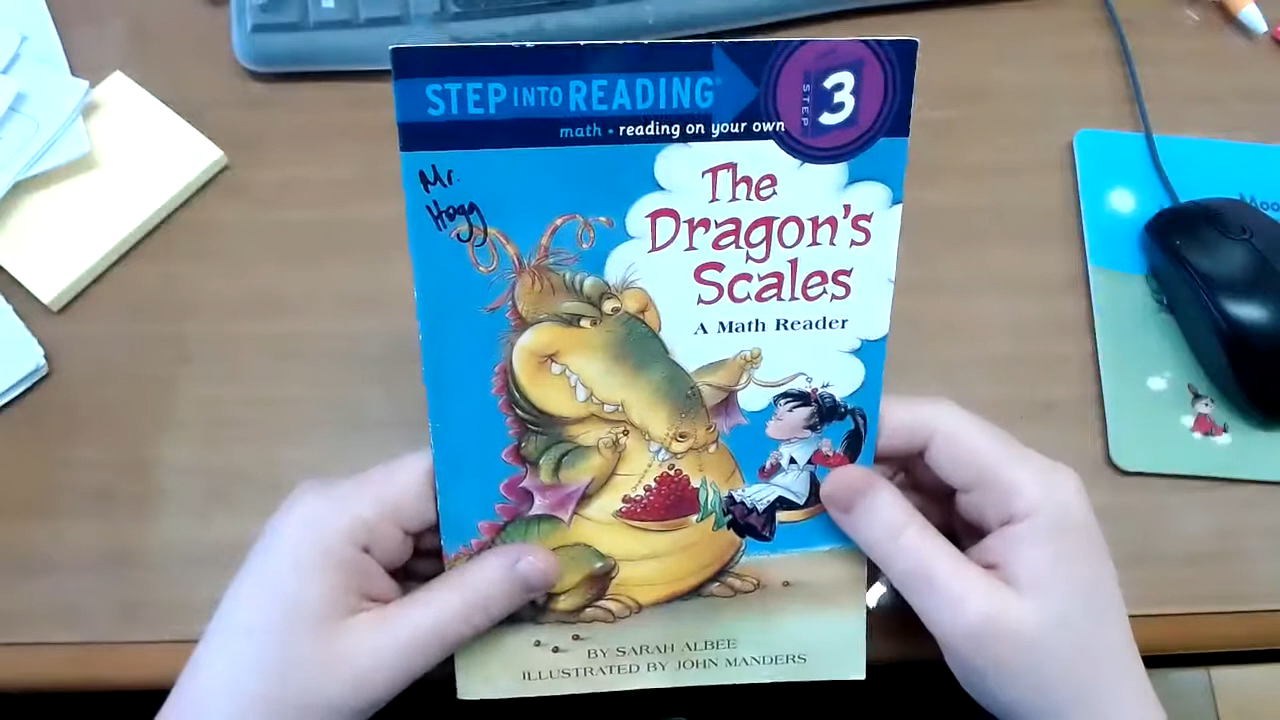 STEP INTO READING®
STEP 3
math • reading on your own
Mr.
Hogg
The
Dragon's
Scales
A Math Reader
BY SARAH ALBEE
ILLUSTRATED BY JOHN MANDERS